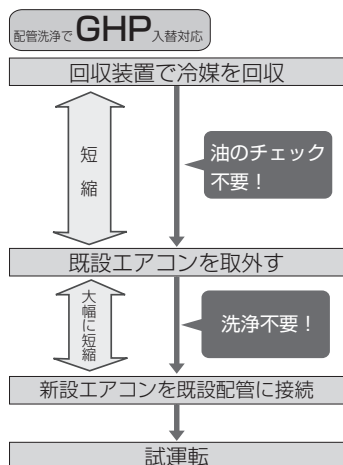 配管洗浄でGHP入替対応
回収装置で冷媒を回収
短縮
油のチェック
不要！
既設エアコンを取外す
大幅に短縮
洗浄不要！
新設エアコンを既設配管に接続
試運転